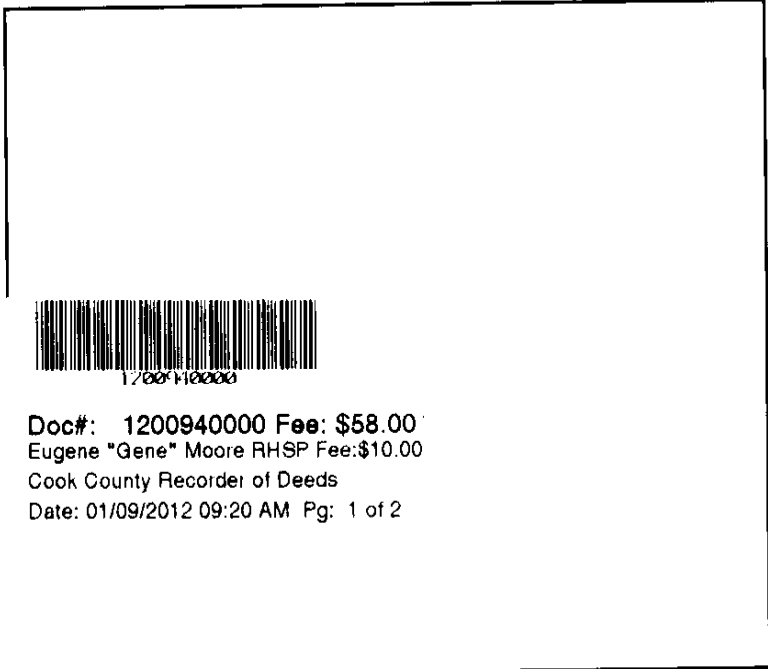 1200940000
Doc#: 1200940000 Fee: $58.00
Eugene "Gene" Moore RHSP Fee:$10.00
Cook County Recorder of Deeds
Date: 01/09/2012 09:20 AM Pg: 1 of 2